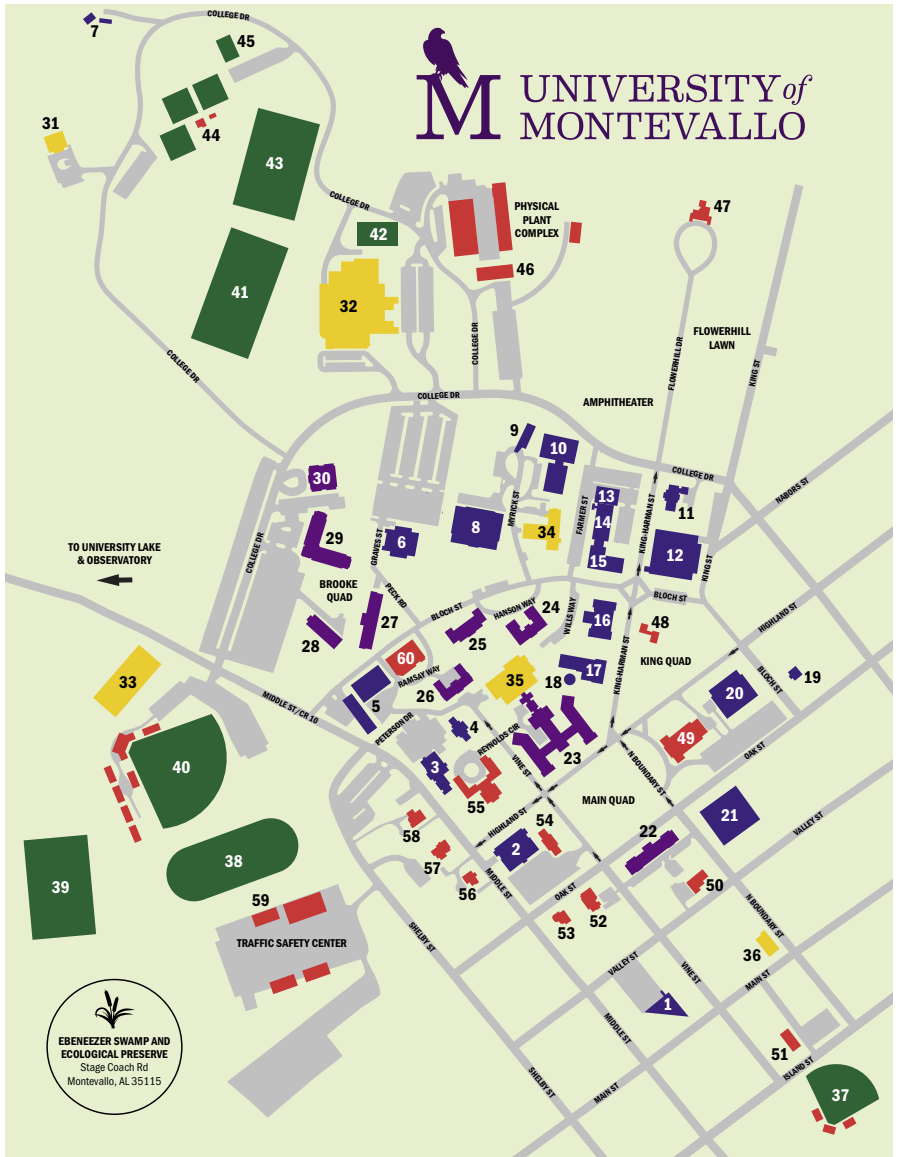 COLLEGE DR
7
45
UNIVERSITY of
MONTEVALLO
M
31
44
43
COLLEGE DR
PHYSICAL
PLANT
COMPLEX
47
42
46
41
32
FLOWERHILL
LAWN
COLLEGE DR
FLOWERHILL DR
KING ST
COLLEGE DR
COLLEGE DR
AMPHITHEATER
9
10
30
COLLEGE DR
NABORS ST
MYRICK ST
13
11
FARMER ST
14
KING-HARMAN ST
8
34
29
GRAVES ST
6
12
COLLEGE DR
TO UNIVERSITY LAKE
& OBSERVATORY
15
KING ST
BROOKE
QUAD
PECK RD
BLOCH ST
HANSON WAY
24
WILLS WAY
BLOCH ST
27
16
48
HIGHLAND ST
28
25
KING-HARMAN ST
KING QUAD
60
RAMSAY WAY
35
18
17
BLOCH ST
19
33
26
20
MIDDLE ST/CR 10
5
PETERSON DR
4
REYNOLDS CIR
23
49
OAK ST
40
3
VINE ST
N BOUNDARY ST
55
MAIN QUAD
58
HIGHLAND ST
54
21
VALLEY ST
22
57
2
38
56
MIDDLE ST
39
OAK ST
50
59
53
52
N BOUNDARY ST
TRAFFIC SAFETY CENTER
SHELBY ST
36
VALLEY ST
VINE ST
MAIN ST
1
EBENEEZER SWAMP AND
ECOLOGICAL PRESERVE
Stage Coach Rd
Montevallo, AL 35115
MIDDLE ST
51
ISLAND ST
SHELBY ST
MAIN ST
37